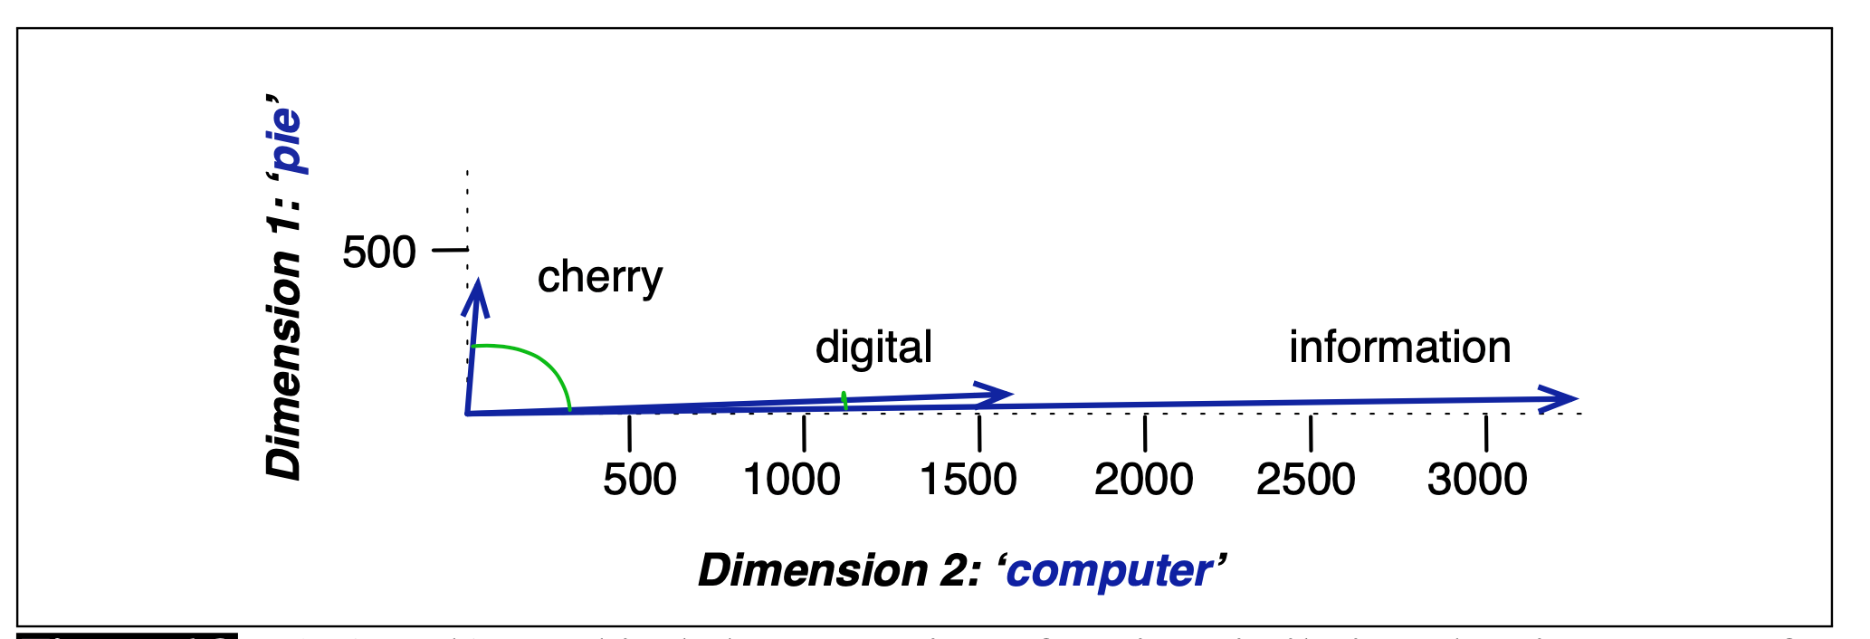 Dimension 1: ‘pie’
500
cherry
digital
information
500 1000 1500 2000 2500 3000
Dimension 2: ‘computer’